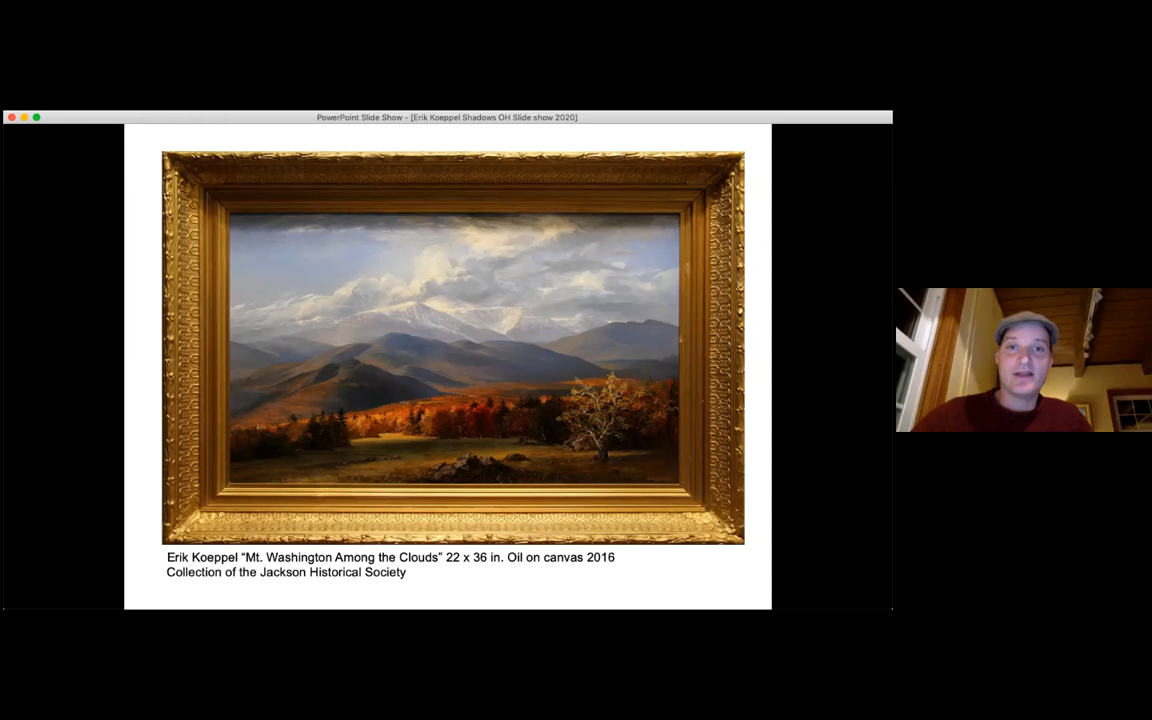 PowerPoint Slide Show - [Erik Koeppel Shadows OH Slide show 2020]
Erik Koeppel “Mt. Washington Among the Clouds” 22 x 36 in. Oil on canvas 2016
Collection of the Jackson Historical Society